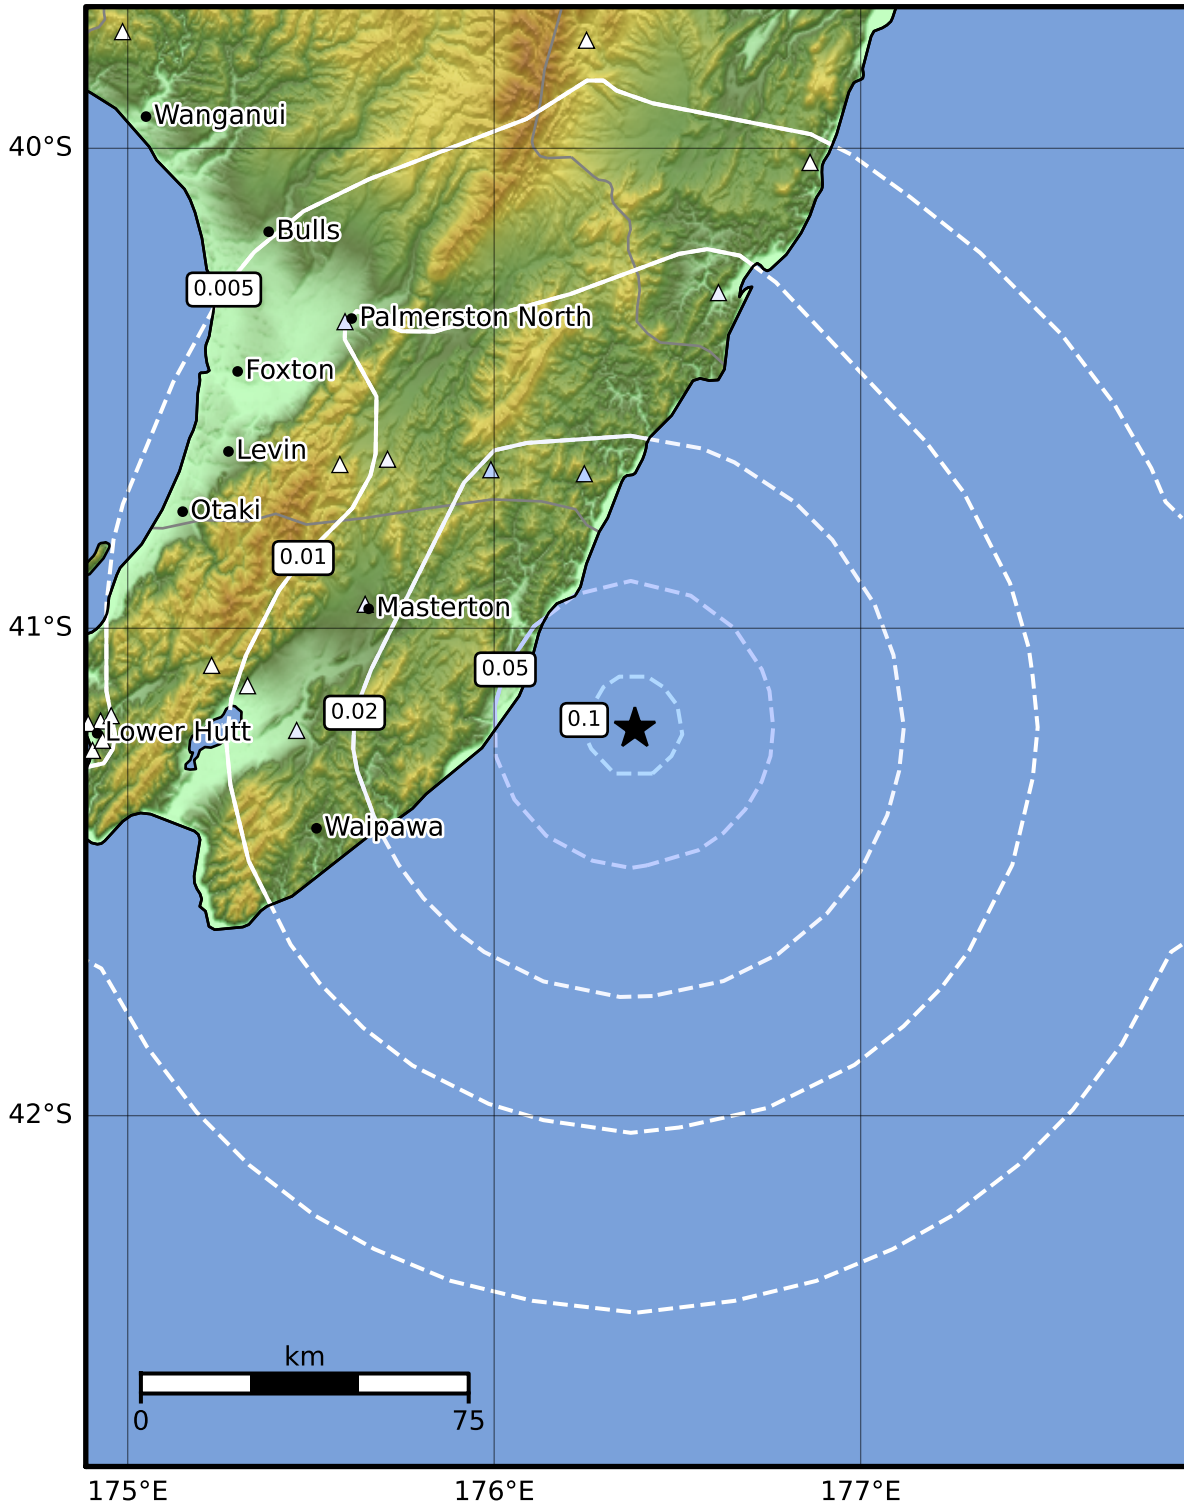 Wanganui
40°S
Bulls
0.005
Palmerston North
Foxton
Levin
Otaki
0.01
Masterton
41°S
0.05
0.02
0.1
Lower Hutt
Waipawa
42°S
km
0
75
175°E
176°E
177°E